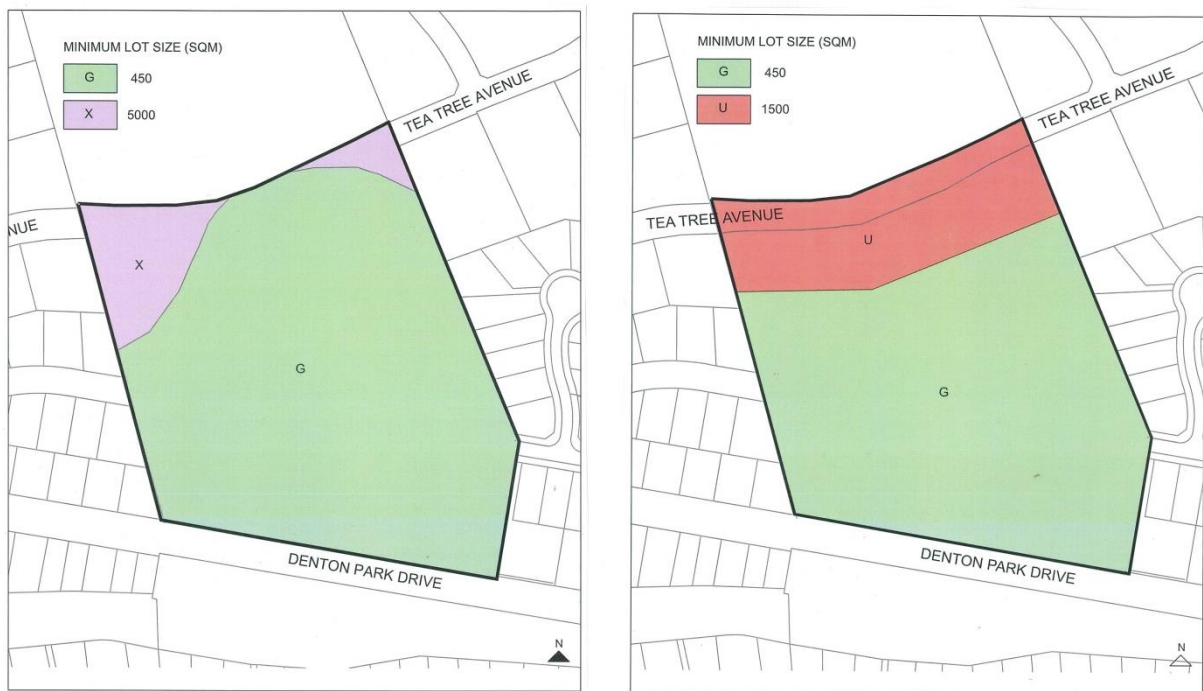 MINIMUM LOT SIZE (SQM)
G 450
X 5000
TEA TREE AVENUE
NUE
X
G
DENTON PARK DRIVE
N
MINIMUM LOT SIZE (SQM)
G 450
U 1500
TEA TREE AVENUE
TEA TREE AVENUE
U
G
DENTON PARK DRIVE
N